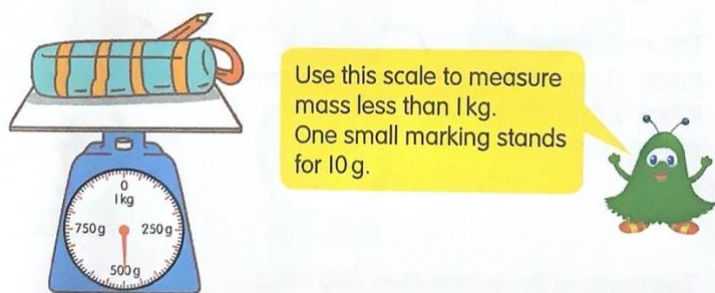 Use this scale to measure
mass less than 1 kg.
One small marking stands
for 10 g.
0
1 kg
750 g
250 g
500 g